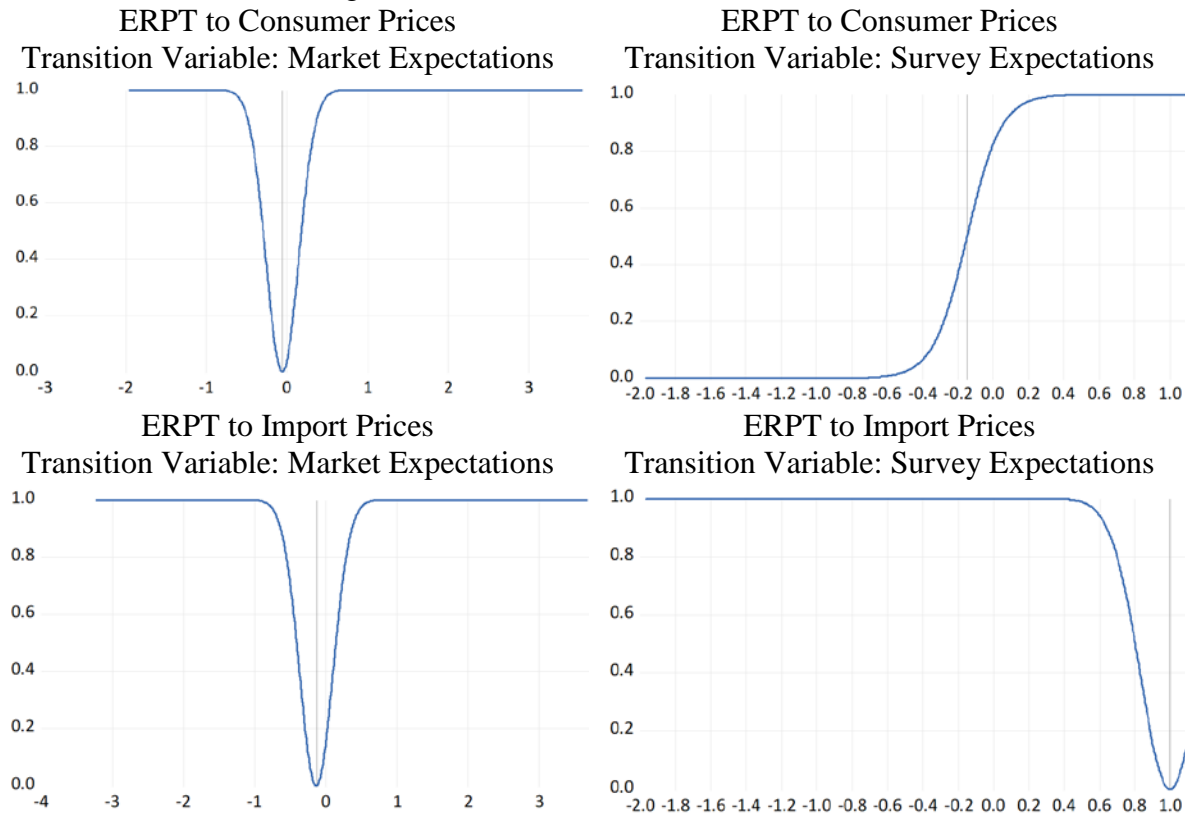 ERPT to Consumer Prices
Transition Variable: Market Expectations
1.0
0.8
0.6
0.4
0.2
0.0
-3 -2 -1 0 1 2 3
ERPT to Consumer Prices
Transition Variable: Survey Expectations
1.0
0.8
0.6
0.4
0.2
0.0
-2.0 -1.8 -1.6 -1.4 -1.2 -1.0 -0.8 -0.6 -0.4 -0.2 0.0 0.2 0.4 0.6 0.8 1.0
ERPT to Import Prices
Transition Variable: Market Expectations
1.0
0.8
0.6
0.4
0.2
0.0
-4 -3 -2 -1 0 1 2 3
ERPT to Import Prices
Transition Variable: Survey Expectations
1.0
0.8
0.6
0.4
0.2
0.0
-2.0 -1.8 -1.6 -1.4 -1.2 -1.0 -0.8 -0.6 -0.4 -0.2 0.0 0.2 0.4 0.6 0.8 1.0